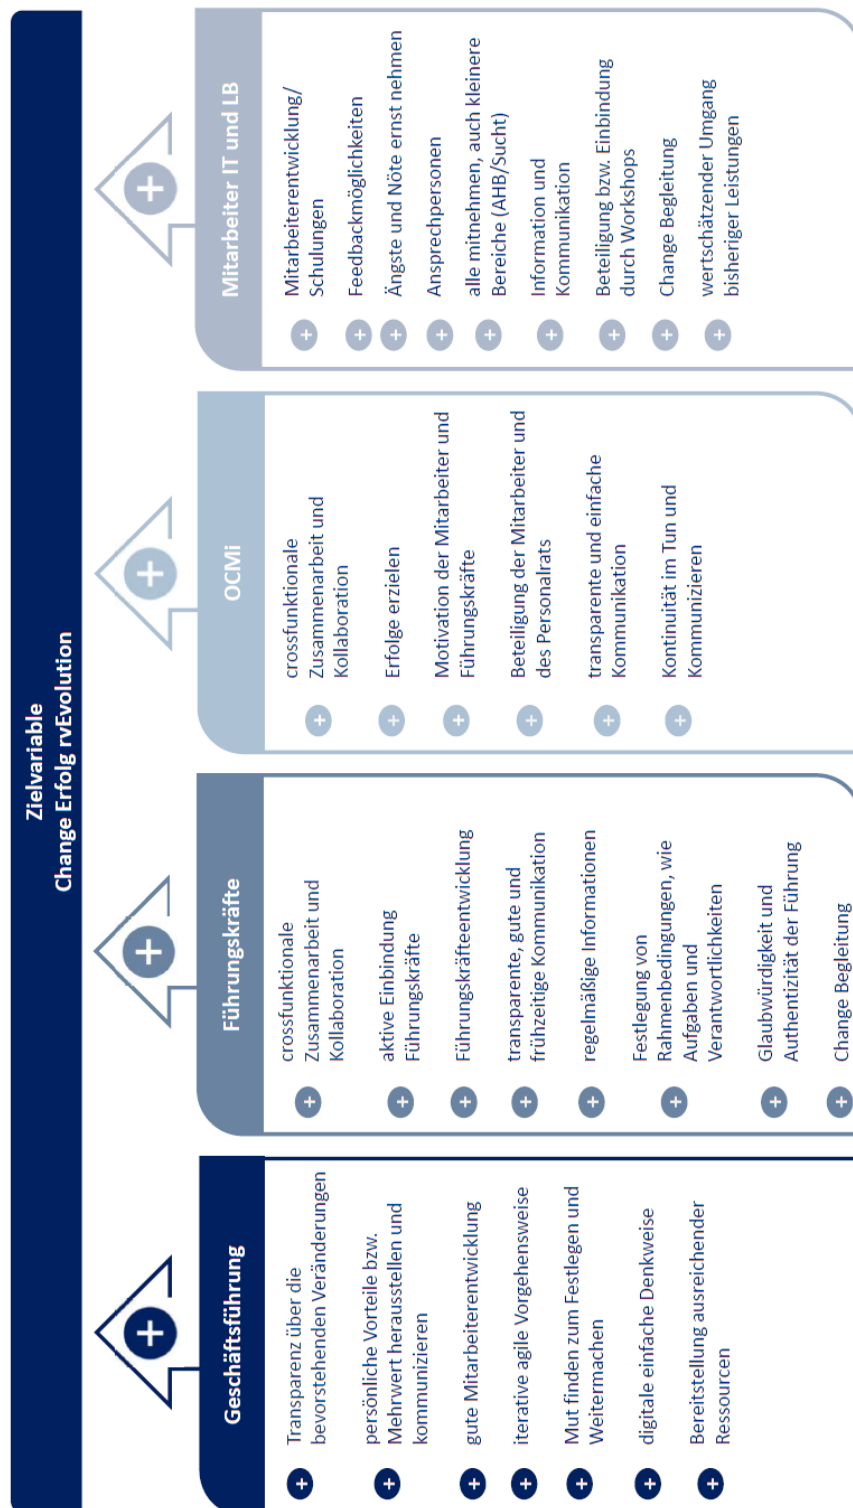 Zielvariable
Change Erfolg rvEvolution
+
Geschäftsführung
+ Transparenz über die
bevorstehenden Veränderungen
+ persönliche Vorteile bzw.
Mehrwert herausstellen und
kommunizieren
+ gute Mitarbeiterentwicklung
+ iterative agile Vorgehensweise
+ Mut finden zum Festlegen und
Weitermachen
+ digitale einfache Denkweise
+ Bereitstellung ausreichender
Ressourcen
+
Führungskräfte
+ crossfunktionale
Zusammenarbeit und
Kollaboration
+ aktive Einbindung
Führungskräfte
+ Führungskräfteentwicklung
+ transparente, gute und
frühzeitige Kommunikation
+ regelmäßige Informationen
+ Festlegung von
Rahmenbedingungen, wie
Aufgaben und
Verantwortlichkeiten
+ Glaubwürdigkeit und
Authentizität der Führung
+ Change Begleitung
+
OCMi
+ crossfunktionale
Zusammenarbeit und
Kollaboration
+ Erfolge erzielen
+ Motivation der Mitarbeiter und
Führungskräfte
+ Beteiligung der Mitarbeiter und
des Personalrats
+ transparente und einfache
Kommunikation
+ Kontinuität im Tun und
Kommunizieren
+
Mitarbeiter IT und LB
+ Mitarbeiterentwicklung/
Schulungen
+ Feedbackmöglichkeiten
+ Ängste und Nöte ernst nehmen
+ Ansprechpersonen
+ alle mitnehmen, auch kleinere
Bereiche (AHB/Sucht)
+ Information und
Kommunikation
+ Beteiligung bzw. Einbindung
durch Workshops
+ Change Begleitung
+ wertschätzender Umgang
bisheriger Leistungen